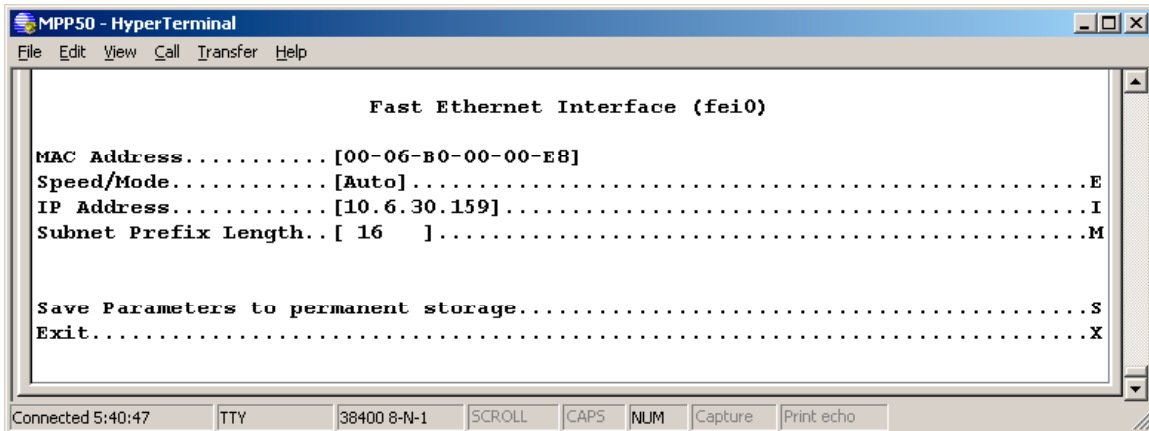 MPP50 - HyperTerminal
File Edit View Call Transfer Help
Fast Ethernet Interface (fei0)
MAC Address...........[00-06-B0-00-00-E8]
Speed/Mode............[Auto]...................................................E
IP Address............[10.6.30.159]............................................I
Subnet Prefix Length..[ 16   ].................................................M
Save Parameters to permanent storage...........................................S
Exit...........................................................................X
Connected 5:40:47 TTY 38400 8-N-1 SCROLL CAPS NUM Capture Print echo